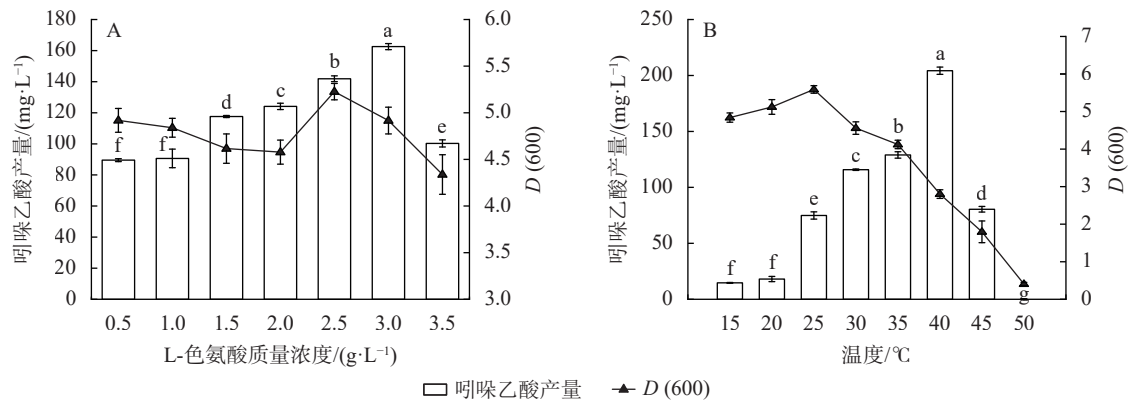 A
吲哚乙酸产量/(mg·L⁻¹)
180
160
140
120
100
80
60
40
20
0
f
f
d
c
b
a
e
6.0
5.5
5.0
4.5
4.0
3.5
3.0
D (600)
0.5 1.0 1.5 2.0 2.5 3.0 3.5
L-色氨酸质量浓度/(g·L⁻¹)
B
吲哚乙酸产量/(mg·L⁻¹)
250
200
150
100
50
0
f
f
e
c
b
a
d
g
7
6
5
4
3
2
1
0
D (600)
15 20 25 30 35 40 45 50
温度/℃
吲哚乙酸产量 D (600)